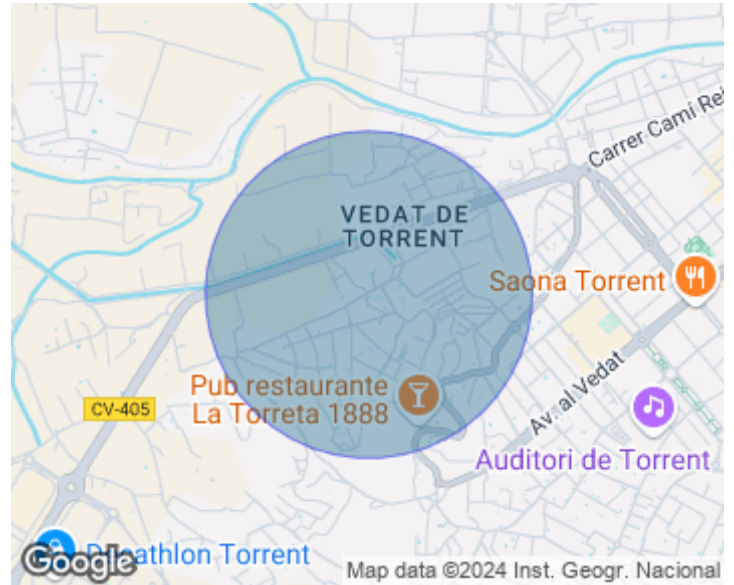 Carrer Camí Rei
VEDAT DE
TORRENT
Saona Torrent
Pub restaurante
La Torreta 1888
CV-405
Av. al Vedat
Auditori de Torrent
Decathlon Torrent
Google
Map data ©2024 Inst. Geogr. Nacional